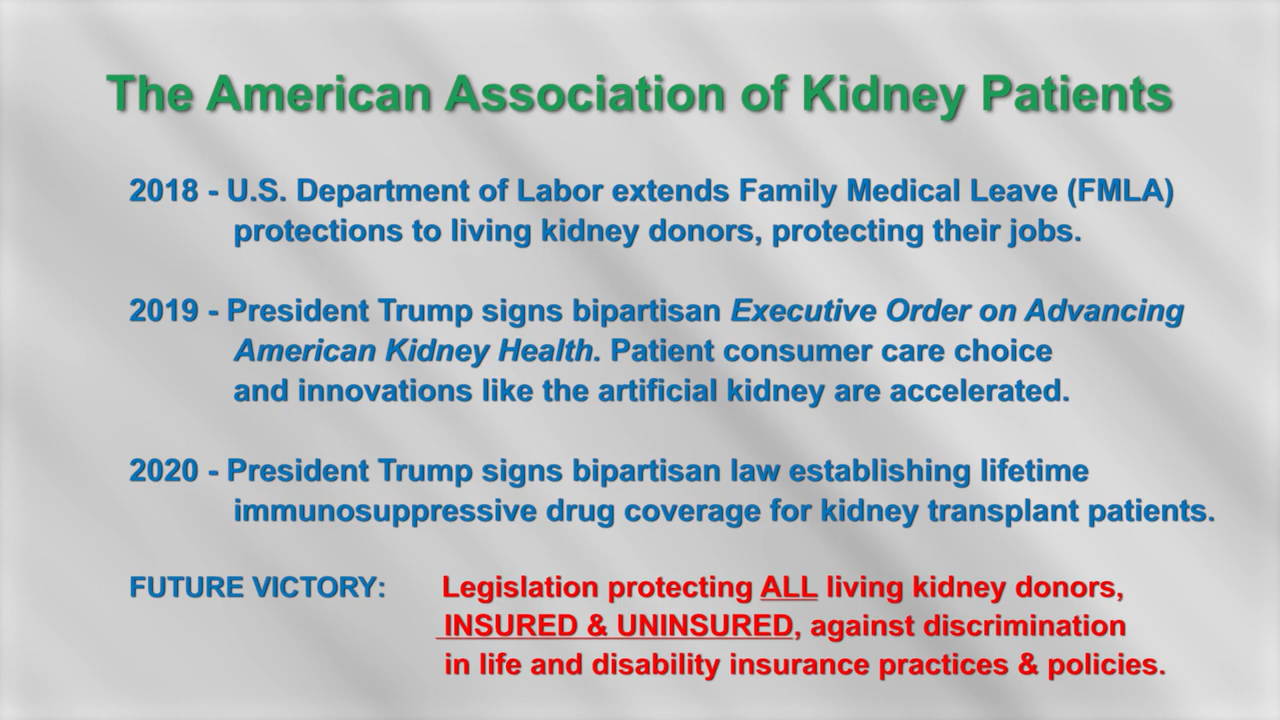 The American Association of Kidney Patients
2018 - U.S. Department of Labor extends Family Medical Leave (FMLA)
protections to living kidney donors, protecting their jobs.
2019 - President Trump signs bipartisan Executive Order on Advancing
American Kidney Health. Patient consumer care choice
and innovations like the artificial kidney are accelerated.
2020 - President Trump signs bipartisan law establishing lifetime
immunosuppressive drug coverage for kidney transplant patients.
FUTURE VICTORY: Legislation protecting ALL living kidney donors,
INSURED & UNINSURED, against discrimination
in life and disability insurance practices & policies.